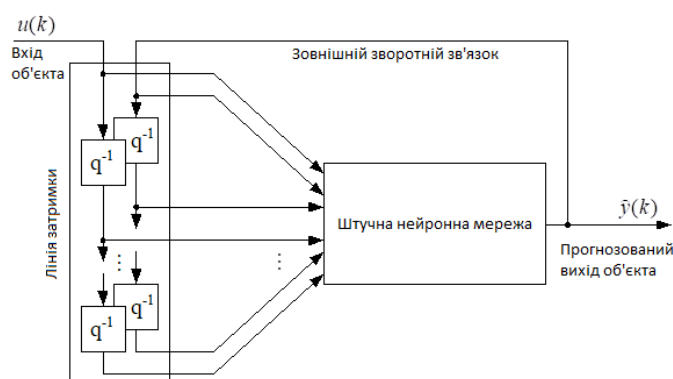 u(k)
Вхід
об'єкта
Зовнішній зворотній зв'язок
q⁻¹
q⁻¹
Лінія затримки
Штучна нейронна мережа
ŷ(k)
Прогнозований
вихід об'єкта
⋮
⋮
⋮
q⁻¹
q⁻¹